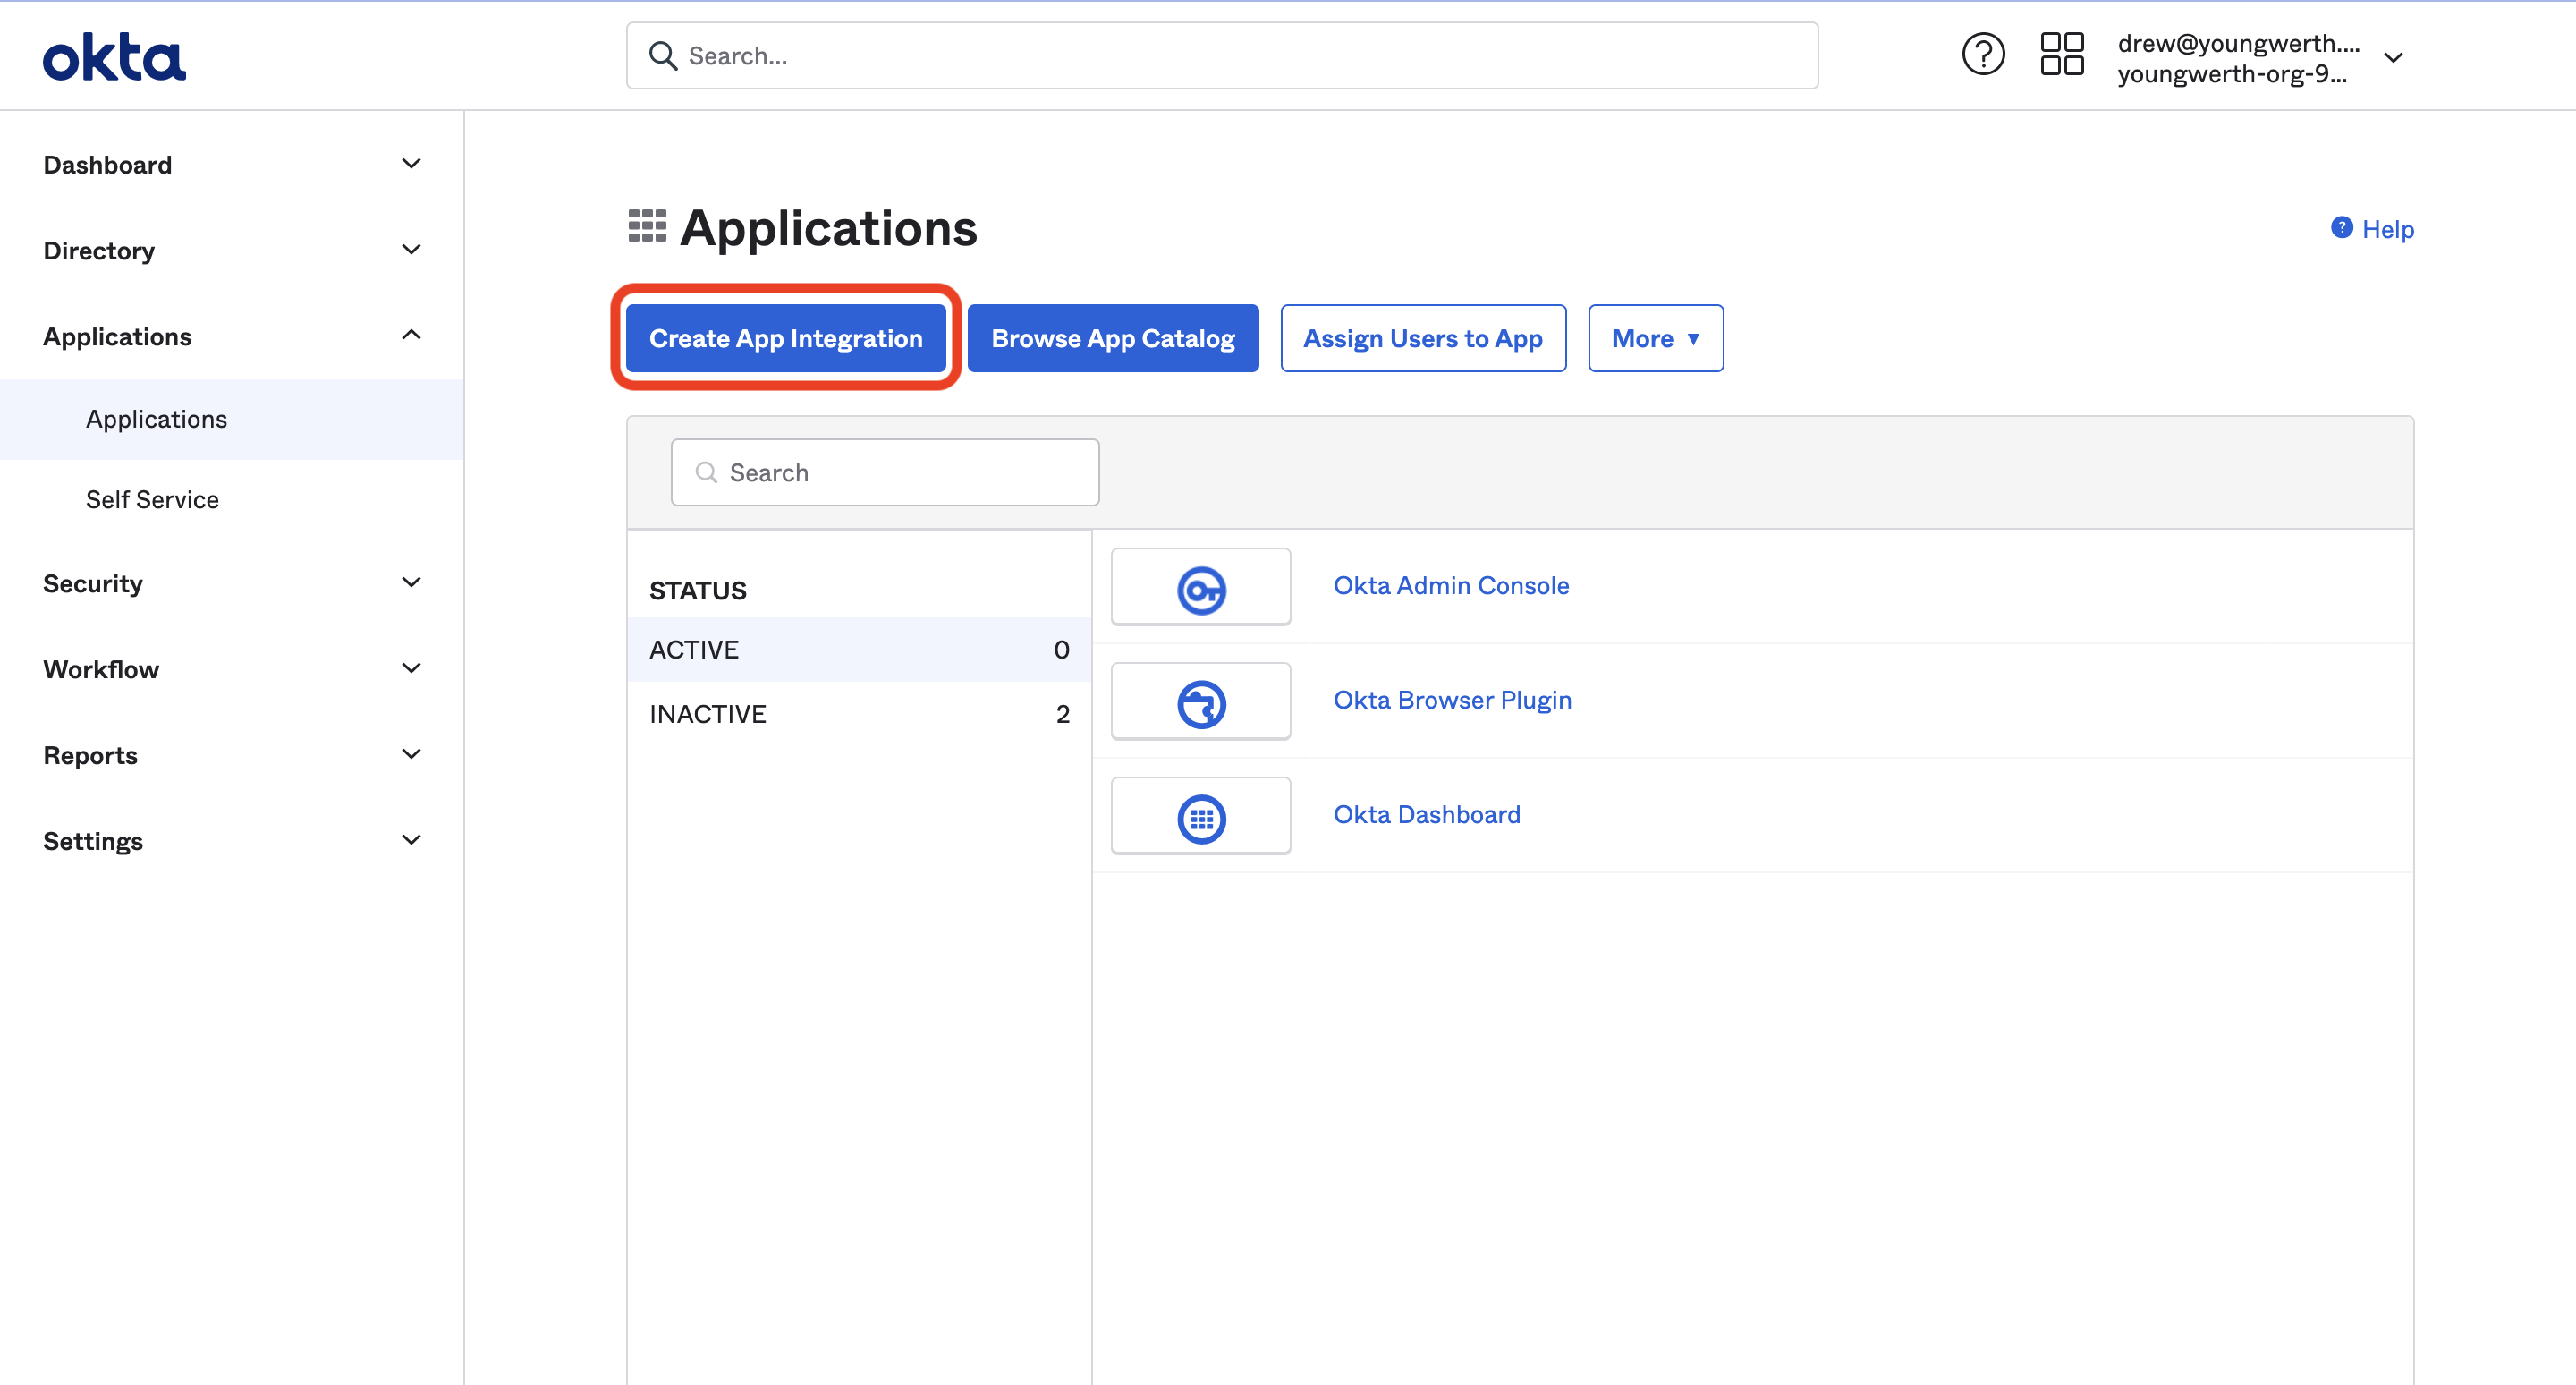 okta
Search...
drew@youngwerth....
youngwerth-org-9...
Dashboard
Directory
Applications
Applications
Self Service
Security
Workflow
Reports
Settings
Applications
Help
Create App Integration
Browse App Catalog
Assign Users to App
More
Search
STATUS
ACTIVE 0
INACTIVE 2
Okta Admin Console
Okta Browser Plugin
Okta Dashboard